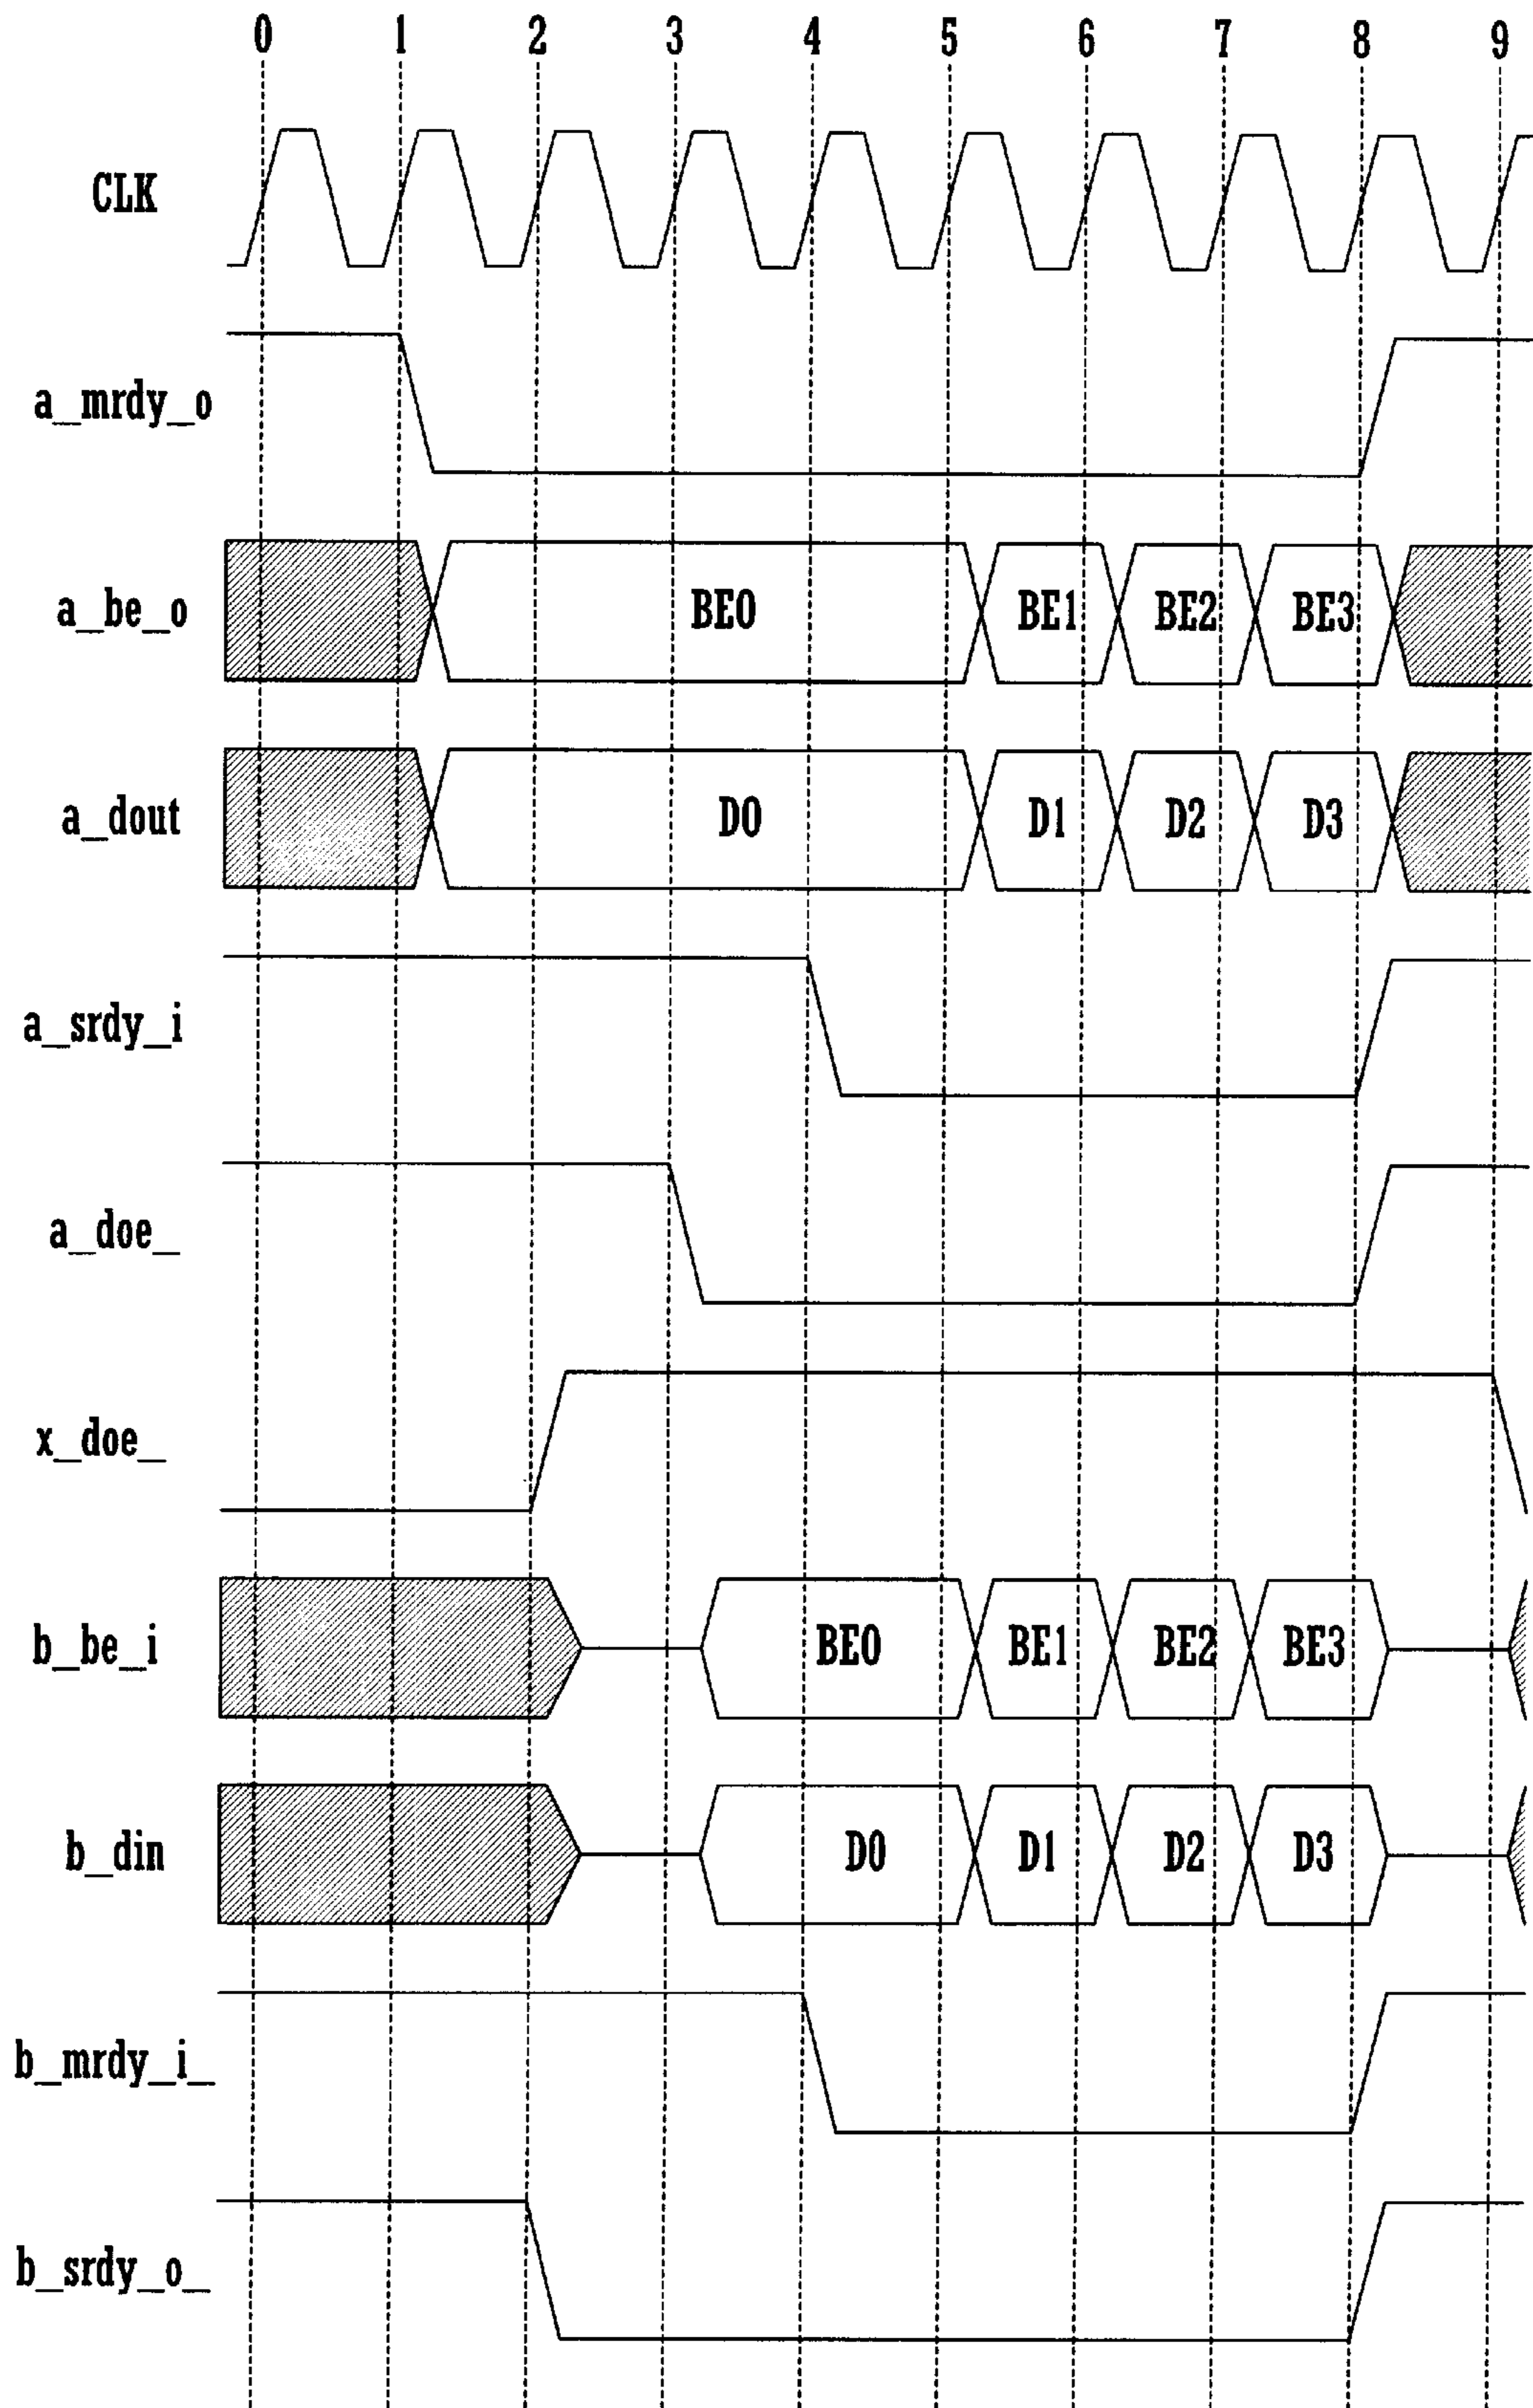 0 1 2 3 4 5 6 7 8 9
CLK
a_mrdy_o
a_be_o BE0 BE1 BE2 BE3
a_dout D0 D1 D2 D3
a_srdy_i
a_doe_
x_doe_
b_be_i BE0 BE1 BE2 BE3
b_din D0 D1 D2 D3
b_mrdy_i_
b_srdy_o_